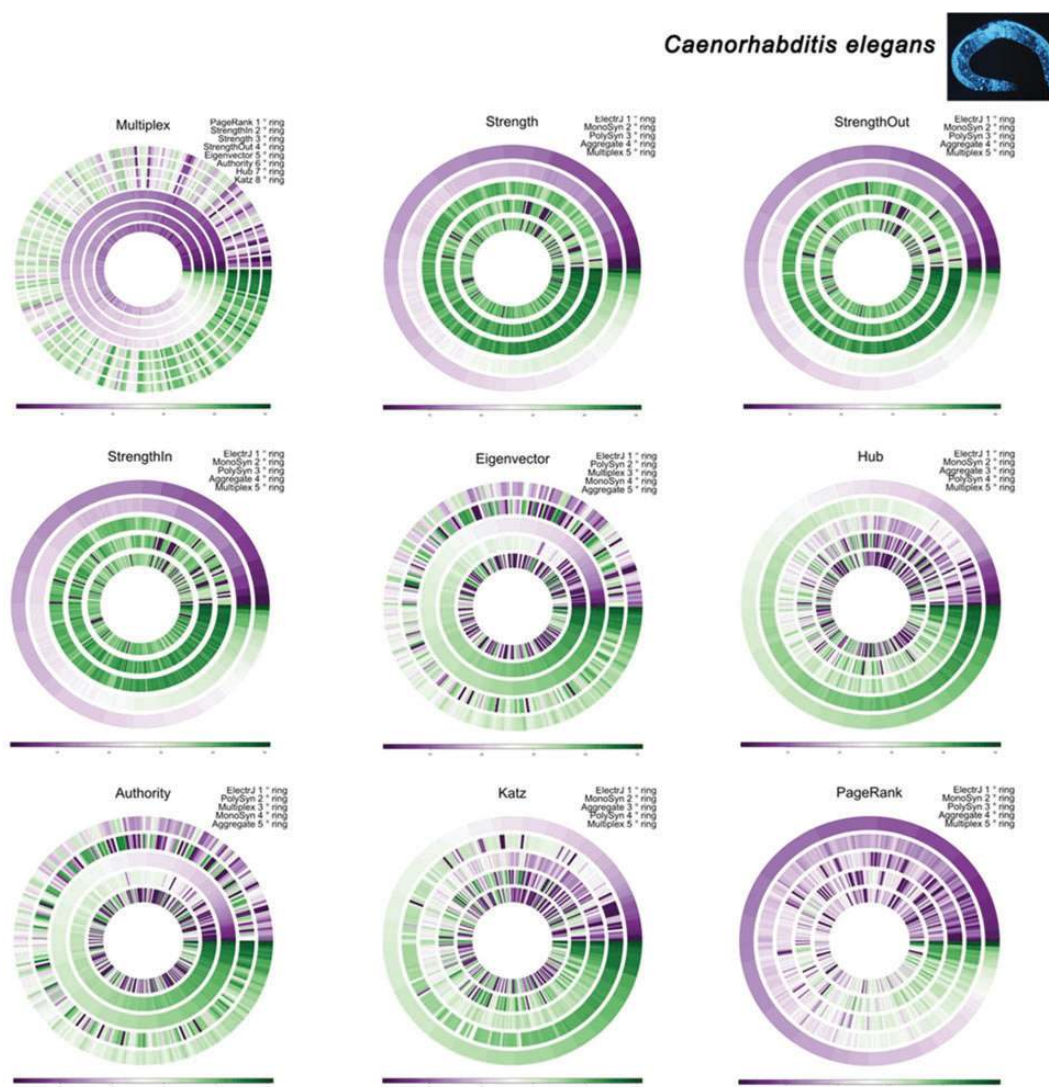 Caenorhabditis elegans
Multiplex
PageRank 1 ° ring
StrengthIn 2 ° ring
Strength 3 ° ring
StrengthOut 4 ° ring
Eigenvector 5 ° ring
Authority 6 ° ring
Hub 7 ° ring
Katz 8 ° ring
Strength
ElectrJ 1 ° ring
MonoSyn 2 ° ring
PolySyn 3 ° ring
Aggregate 4 ° ring
Multiplex 5 ° ring
StrengthOut
ElectrJ 1 ° ring
MonoSyn 2 ° ring
PolySyn 3 ° ring
Aggregate 4 ° ring
Multiplex 5 ° ring
StrengthIn
ElectrJ 1 ° ring
MonoSyn 2 ° ring
PolySyn 3 ° ring
Aggregate 4 ° ring
Multiplex 5 ° ring
Eigenvector
ElectrJ 1 ° ring
PolySyn 2 ° ring
Multiplex 3 ° ring
MonoSyn 4 ° ring
Aggregate 5 ° ring
Hub
ElectrJ 1 ° ring
MonoSyn 2 ° ring
Aggregate 3 ° ring
PolySyn 4 ° ring
Multiplex 5 ° ring
Authority
ElectrJ 1 ° ring
PolySyn 2 ° ring
Multiplex 3 ° ring
MonoSyn 4 ° ring
Aggregate 5 ° ring
Katz
ElectrJ 1 ° ring
MonoSyn 2 ° ring
Aggregate 3 ° ring
PolySyn 4 ° ring
Multiplex 5 ° ring
PageRank
ElectrJ 1 ° ring
MonoSyn 2 ° ring
PolySyn 3 ° ring
Aggregate 4 ° ring
Multiplex 5 ° ring